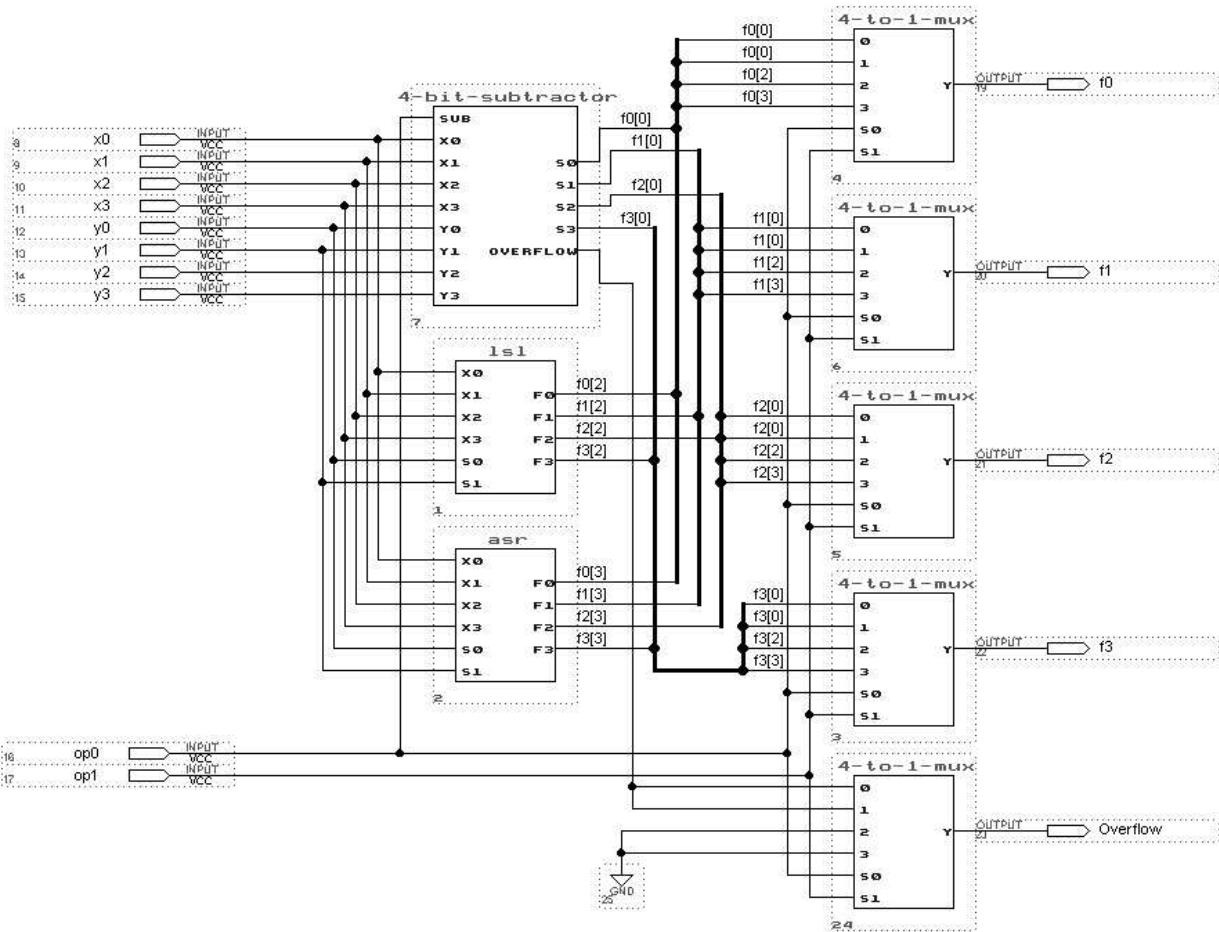 4-to-1-mux
f0[0] 0
f0[0] 1
f0[2] 2
f0[3] 3
Y OUTPUT 19 f0
S0
S1
4
4-bit-subtractor
SUB
X0 S0 f0[0]
X1 S1 f1[0]
X2 S2 f2[0]
X3 S3 f3[0]
Y0
Y1 OVERFLOW
Y2
Y3
7
8 x0 INPUT VCC
9 x1 INPUT VCC
10 x2 INPUT VCC
11 x3 INPUT VCC
12 y0 INPUT VCC
13 y1 INPUT VCC
14 y2 INPUT VCC
15 y3 INPUT VCC
4-to-1-mux
f1[0] 0
f1[0] 1
f1[2] 2
f1[3] 3
Y OUTPUT 20 f1
S0
S1
6
lsl
X0
X1 F0 f0[2]
X2 F1 f1[2]
X3 F2 f2[2]
S0 F3 f3[2]
S1
1
4-to-1-mux
f2[0] 0
f2[0] 1
f2[2] 2
f2[3] 3
Y OUTPUT 21 f2
S0
S1
5
asr
X0
X1 F0 f0[3]
X2 F1 f1[3]
X3 F2 f2[3]
S0 F3 f3[3]
S1
2
4-to-1-mux
f3[0] 0
f3[0] 1
f3[2] 2
f3[3] 3
Y OUTPUT 22 f3
S0
S1
3
16 op0 INPUT VCC
17 op1 INPUT VCC
4-to-1-mux
0
1
2
3
Y OUTPUT 23 Overflow
S0
S1
24
GND
25